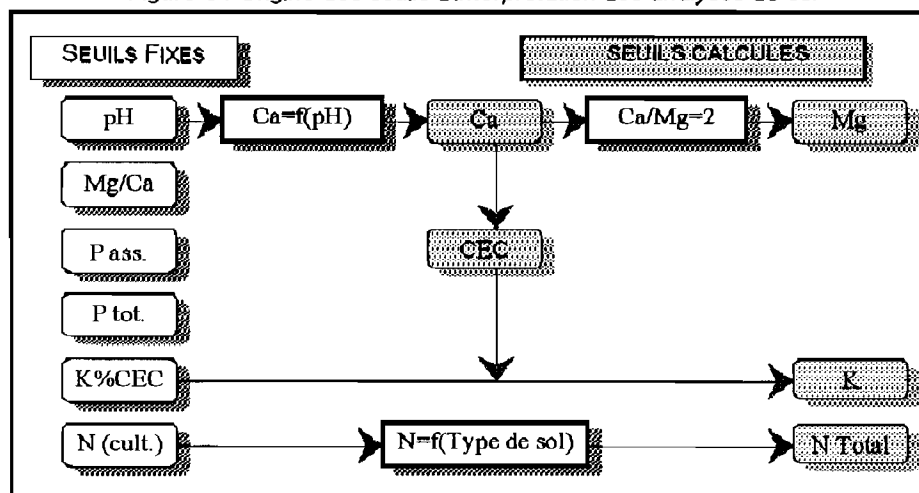 SEUILS FIXES
SEUILS CALCULES
pH
Ca=f(pH)
Ca
Ca/Mg=2
Mg
Mg/Ca
P ass.
CEC
P tot.
K%CEC
K
N (cult.)
N=f(Type de sol)
N Total